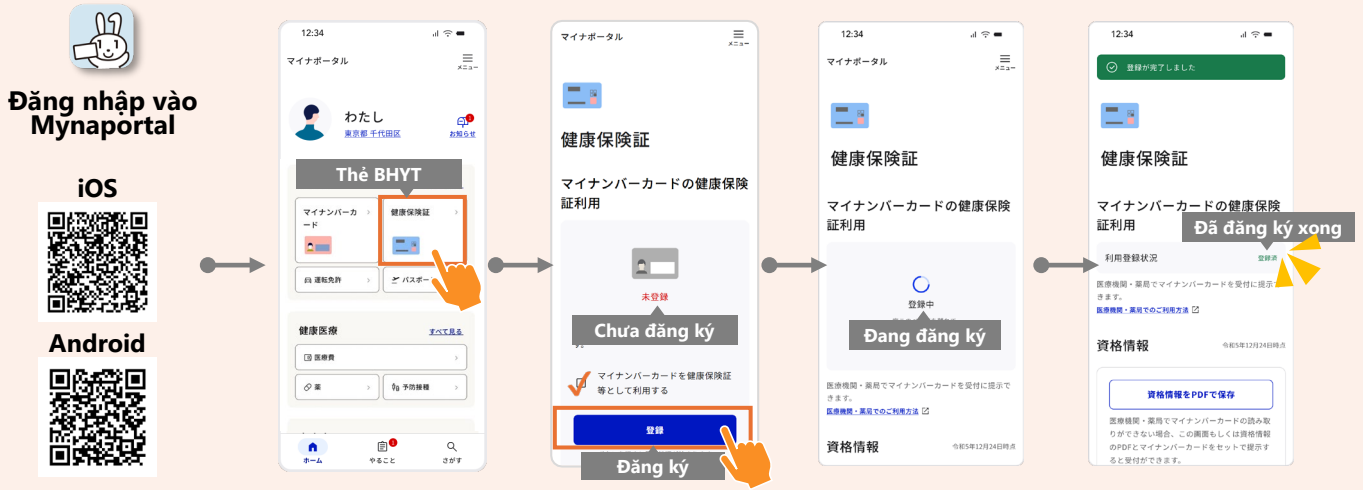 Đăng nhập vào
Mynaportal
iOS
Android
12:34
マイナポータル
メニュー
わたし
東京都 千代田区
お知らせ
1
Thẻ BHYT
マイナンバーカ
ード
健康保険証
運転免許
パスポー
健康医療
すべて見る
医療費
薬
予防接種
ホーム
やること
さがす
マイナポータル
メニュー
健康保険証
マイナンバーカードの健康保険
証利用
未登録
Chưa đăng ký
す。
マイナンバーカードを健康保険証
等として利用する
登録
Đăng ký
12:34
マイナポータル
メニュー
健康保険証
マイナンバーカードの健康保険
証利用
登録中
Đang đăng ký
医療機関・薬局でマイナンバーカードを受付に提示で
きます。
医療機関・薬局でのご利用方法
資格情報
令和5年12月24日時点
12:34
登録が完了しました
健康保険証
マイナンバーカードの健康保険
証利用
Đã đăng ký xong
利用登録状況
登録済
医療機関・薬局でマイナンバーカードを受付に提示で
きます。
医療機関・薬局でのご利用方法
資格情報
令和5年12月24日時点
資格情報をPDFで保存
医療機関・薬局でマイナンバーカードの読み取
りができない場合、この画面もしくは資格情報
のPDFとマイナンバーカードをセットで提示す
ると受付ができます。